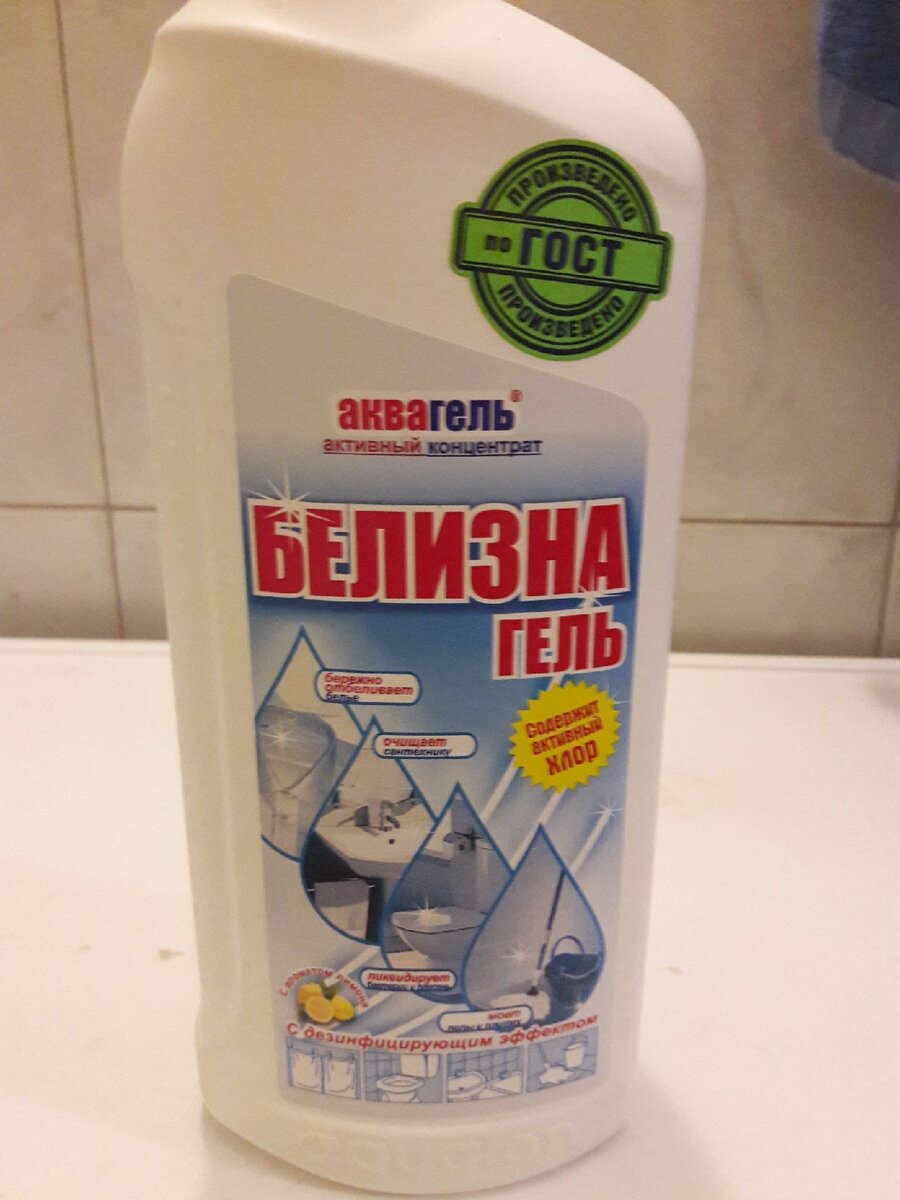 ПРОИЗВЕДЕНО
по ГОСТ
ПРОИЗВЕДЕНО
аквагель®
активный концентрат
БЕЛИЗНА
ГЕЛЬ
бережно
отбеливает
белье
очищает
сантехнику
Содержит
активный
хлор
ликвидирует
моет
С ароматом лимона
С дезинфицирующим эффектом